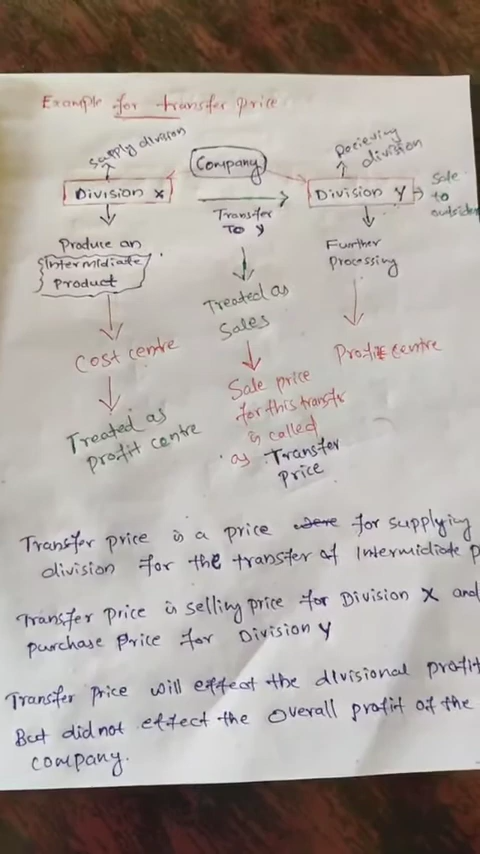 Example for transfer price
Supply division
Company
Recieving
division
Division X
Division Y
Sale
to
outsider
Transfer
To Y
Produce an
Intermidiate
Product
Further
Processing
Treated as
Sales
Cost centre
Profit centre
Treated as
profit centre
Sale price
for this transfr
is called
as Transfer
price
Transfer price is a price for supplying
division for the transfer of Intermidiate
Transfer Price is selling price for Division X and
purchase Price for Division Y
Transfer Price will effect the divisional profit
But did not effect the Overall profit of the
company.